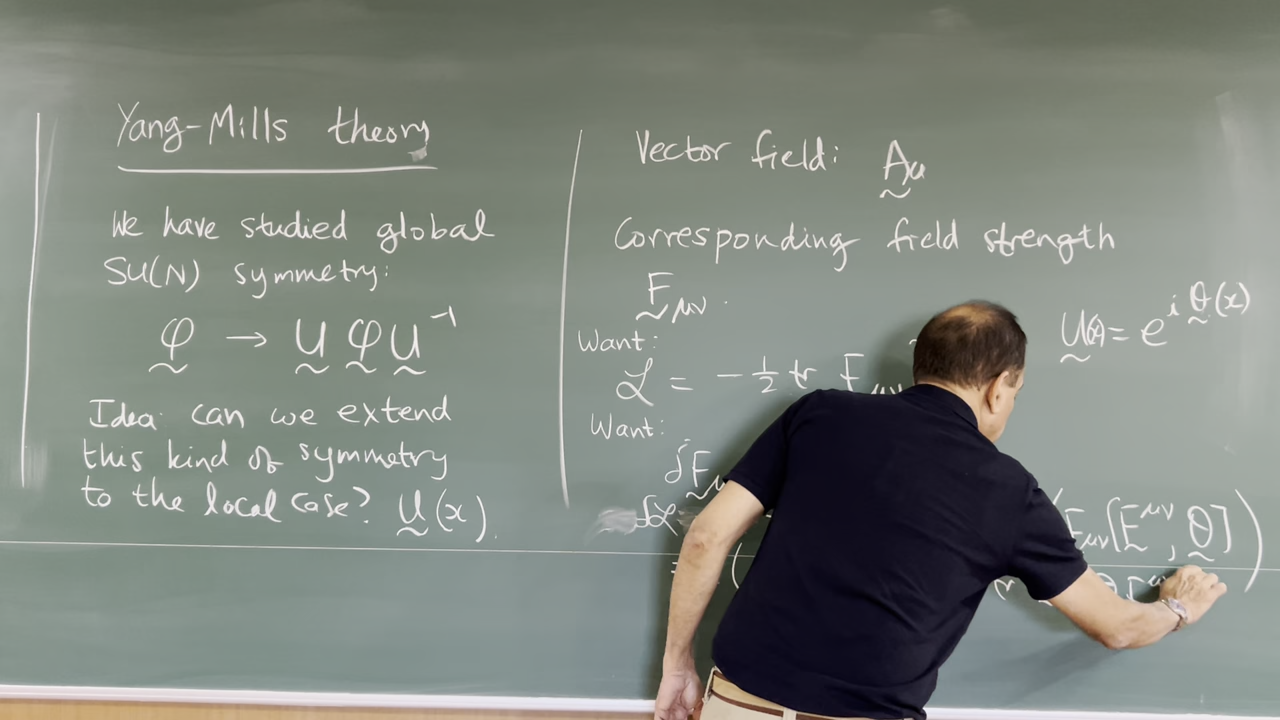 Yang-Mills theory
We have studied global
SU(N) symmetry:
φ → U φ U⁻¹
Idea: can we extend
this kind of symmetry
to the local case? U(x).
Vector field: Aμ
Corresponding field strength
Fμν.
U(x) = e^{iθ(x)}
Want:
ℒ = -½ tr Fμν
Want:
δFμ
δℒ
Fμν[F^{μν}, θ])
= (